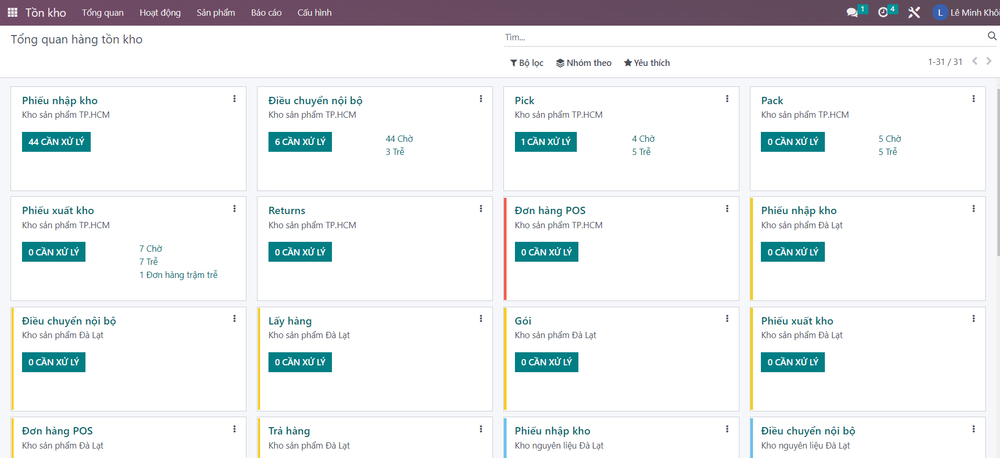 Tồn kho Tổng quan Hoạt động Sản phẩm Báo cáo Cấu hình 1 4 L Lê Minh Khôi
Tổng quan hàng tồn kho
Tìm...
Bộ lọc Nhóm theo Yêu thích 1-31 / 31
Phiếu nhập kho
Kho sản phẩm TP.HCM
44 CẦN XỬ LÝ
Điều chuyển nội bộ
Kho sản phẩm TP.HCM
6 CẦN XỬ LÝ
44 Chờ
3 Trễ
Pick
Kho sản phẩm TP.HCM
1 CẦN XỬ LÝ
4 Chờ
5 Trễ
Pack
Kho sản phẩm TP.HCM
0 CẦN XỬ LÝ
5 Chờ
5 Trễ
Phiếu xuất kho
Kho sản phẩm TP.HCM
0 CẦN XỬ LÝ
7 Chờ
7 Trễ
1 Đơn hàng trậm trễ
Returns
Kho sản phẩm TP.HCM
0 CẦN XỬ LÝ
Đơn hàng POS
Kho sản phẩm TP.HCM
0 CẦN XỬ LÝ
Phiếu nhập kho
Kho sản phẩm Đà Lạt
0 CẦN XỬ LÝ
Điều chuyển nội bộ
Kho sản phẩm Đà Lạt
0 CẦN XỬ LÝ
Lấy hàng
Kho sản phẩm Đà Lạt
0 CẦN XỬ LÝ
Gói
Kho sản phẩm Đà Lạt
0 CẦN XỬ LÝ
Phiếu xuất kho
Kho sản phẩm Đà Lạt
0 CẦN XỬ LÝ
Đơn hàng POS
Kho sản phẩm Đà Lạt
Trả hàng
Kho sản phẩm Đà Lạt
Phiếu nhập kho
Kho nguyên liệu Đà Lạt
Điều chuyển nội bộ
Kho nguyên liệu Đà Lạt